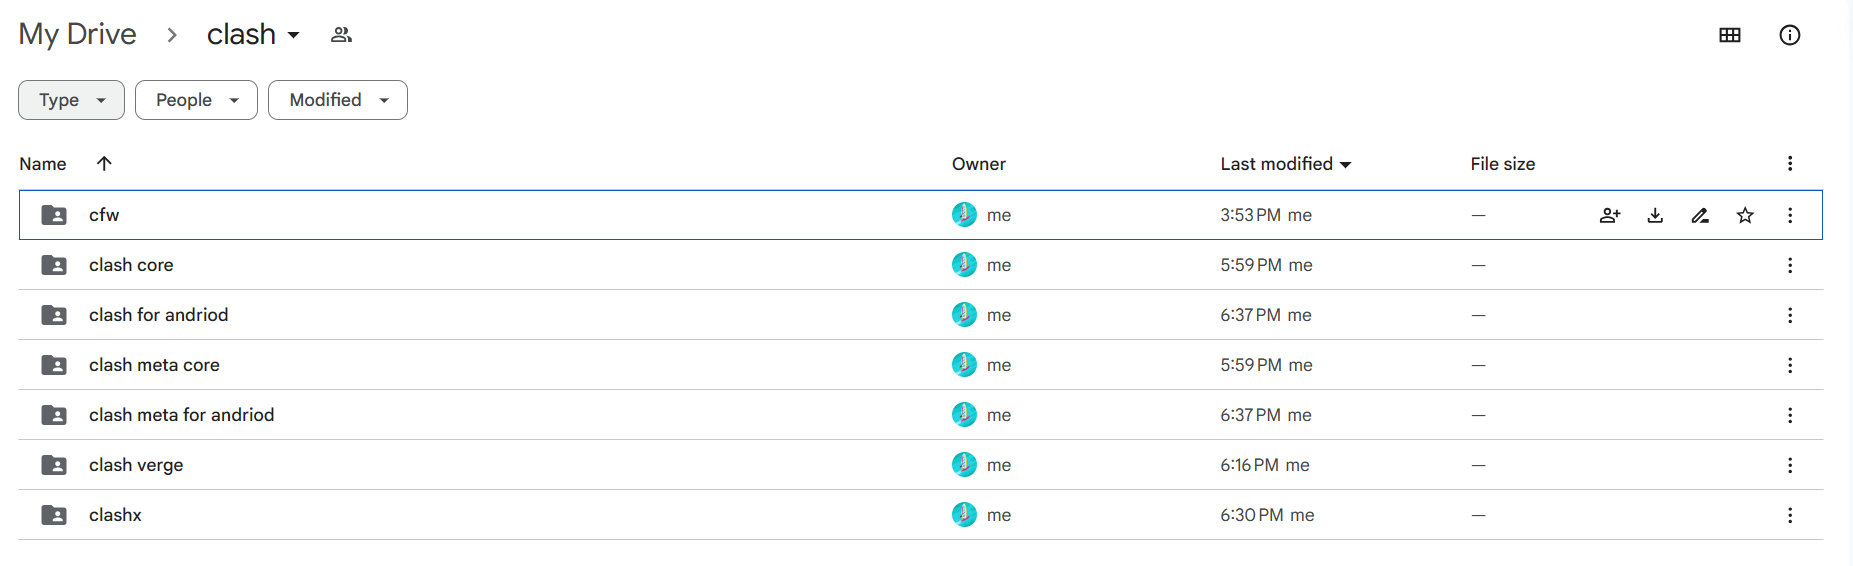 My Drive > clash
Type People Modified
Name Owner Last modified File size
cfw me 3:53 PM me —
clash core me 5:59 PM me —
clash for andriod me 6:37 PM me —
clash meta core me 5:59 PM me —
clash meta for andriod me 6:37 PM me —
clash verge me 6:16 PM me —
clashx me 6:30 PM me —